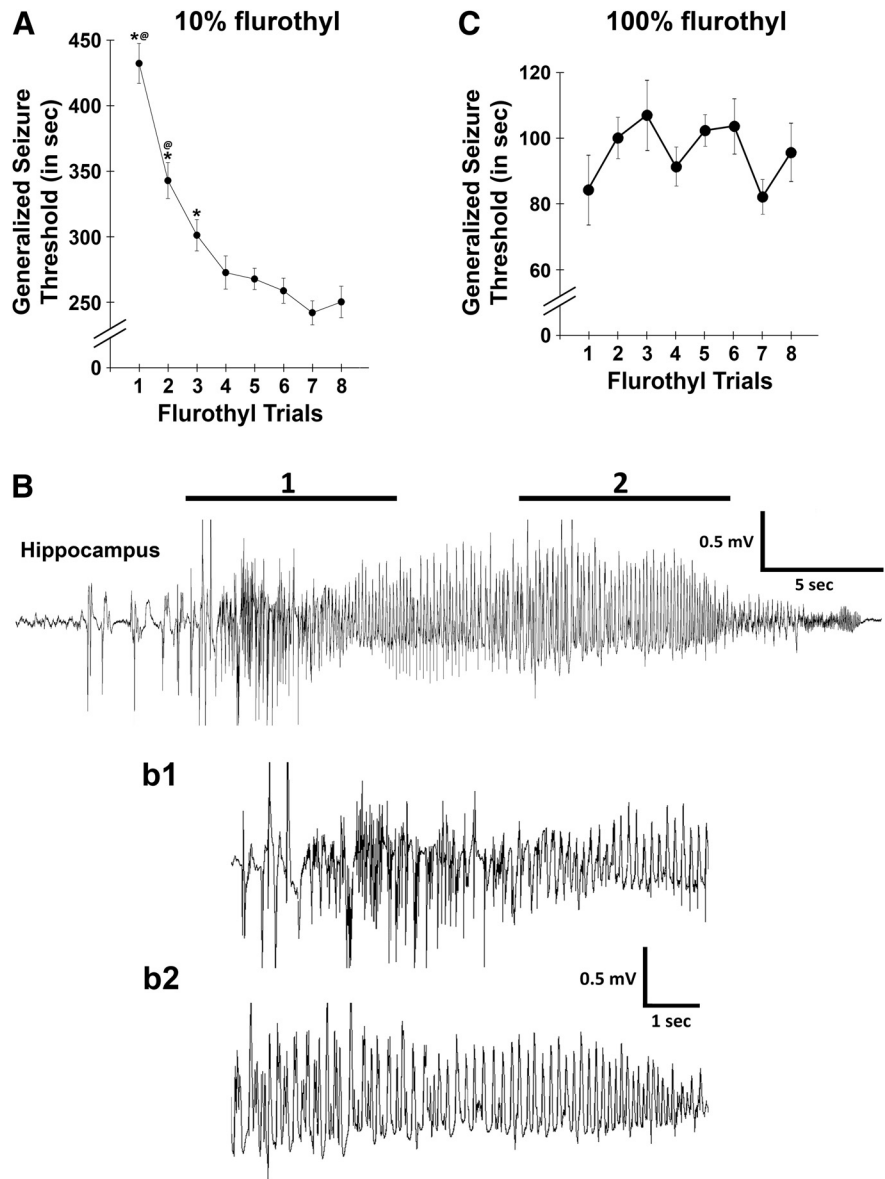 A
10% flurothyl
Generalized Seizure
Threshold (in sec)
450
400
350
300
250
0
*@
@
*
*
1 2 3 4 5 6 7 8
Flurothyl Trials
C
100% flurothyl
Generalized Seizure
Threshold (in sec)
120
100
80
60
0
1 2 3 4 5 6 7 8
Flurothyl Trials
B
1
2
Hippocampus
0.5 mV
5 sec
b1
b2
0.5 mV
1 sec